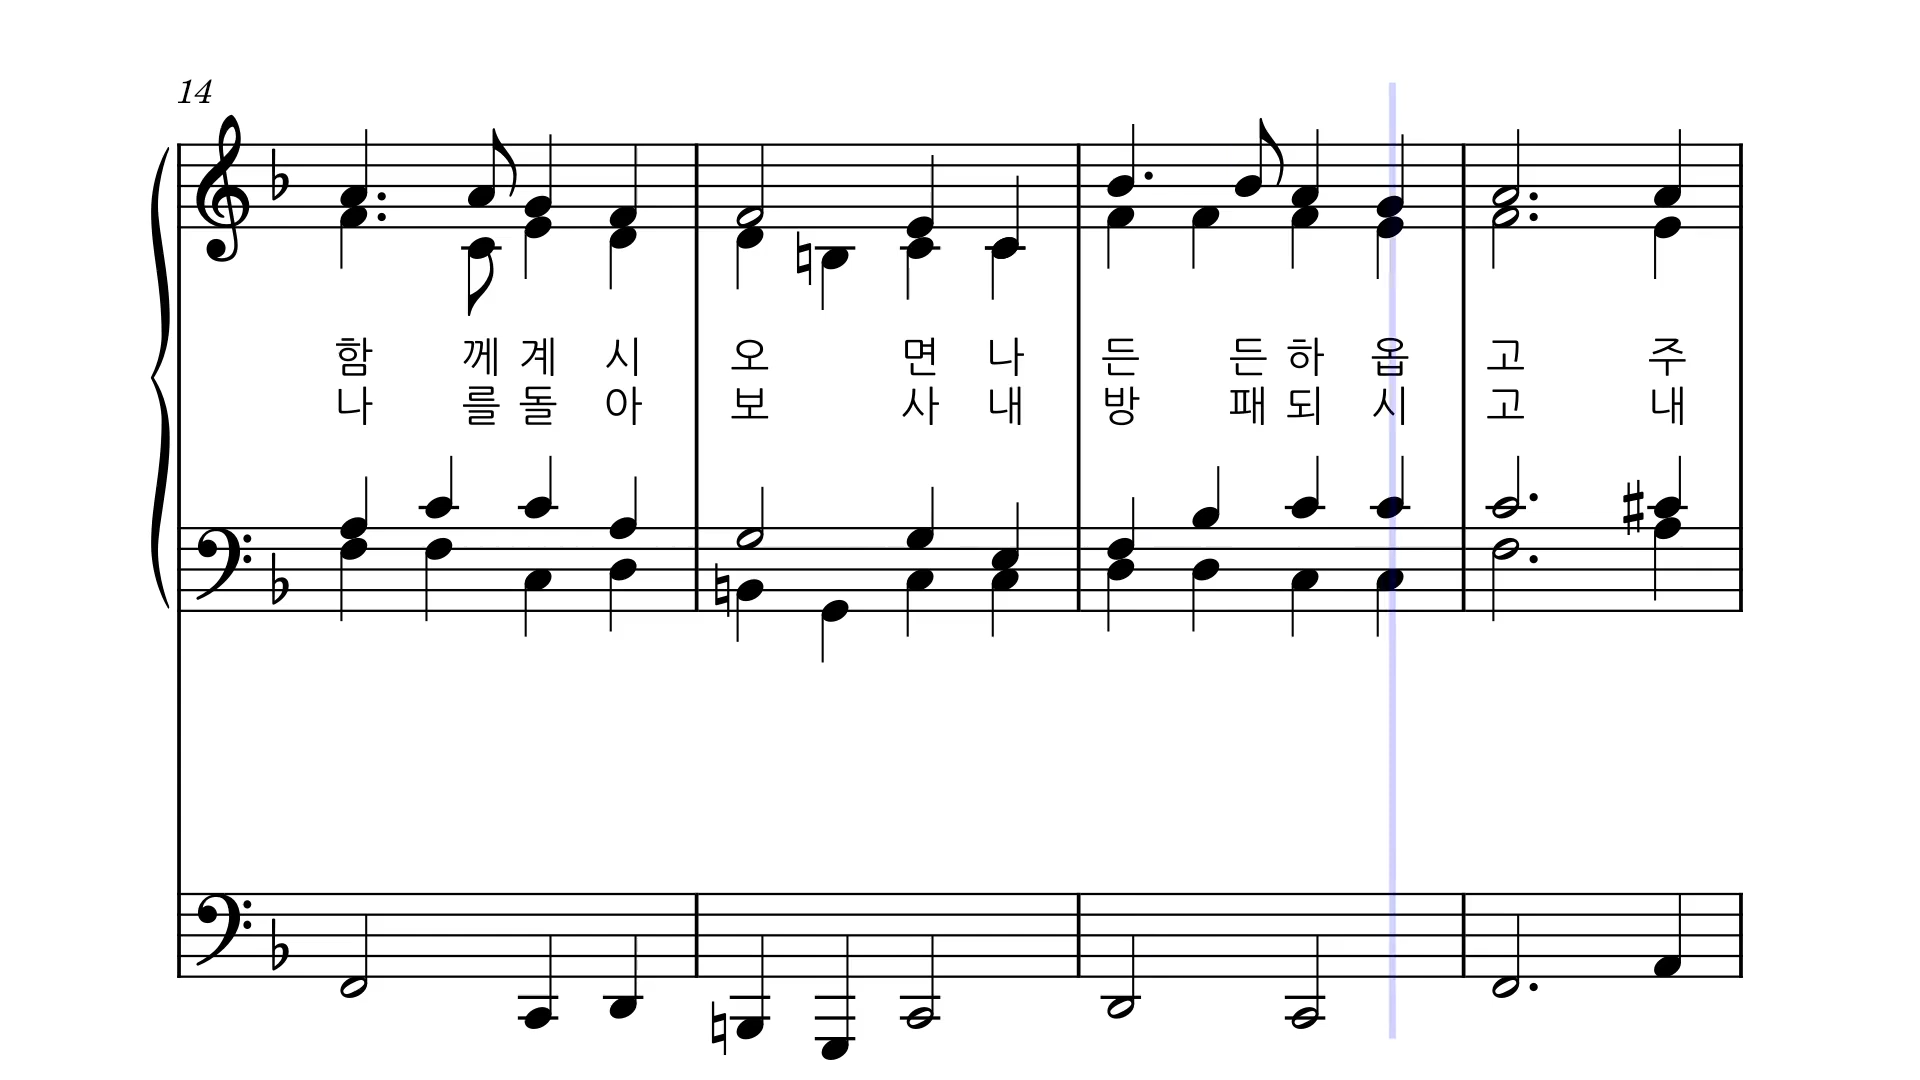 14
함 께 계 시 오 면 나 든 든 하 옵 고 주
나 를 돌 아 보 사 내 방 패 되 시 고 내